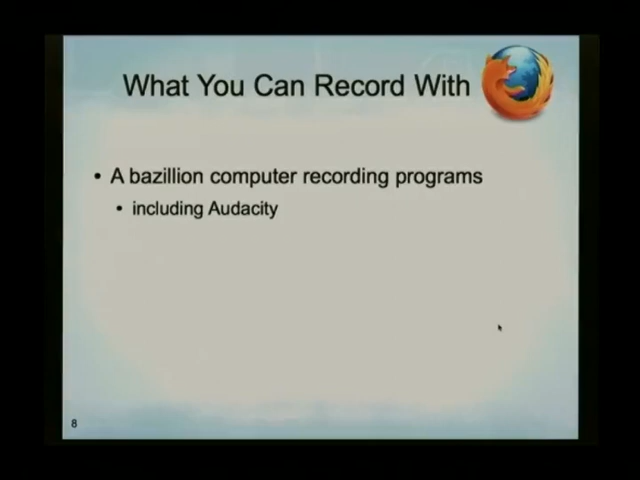 What You Can Record With
• A bazillion computer recording programs
• including Audacity
8